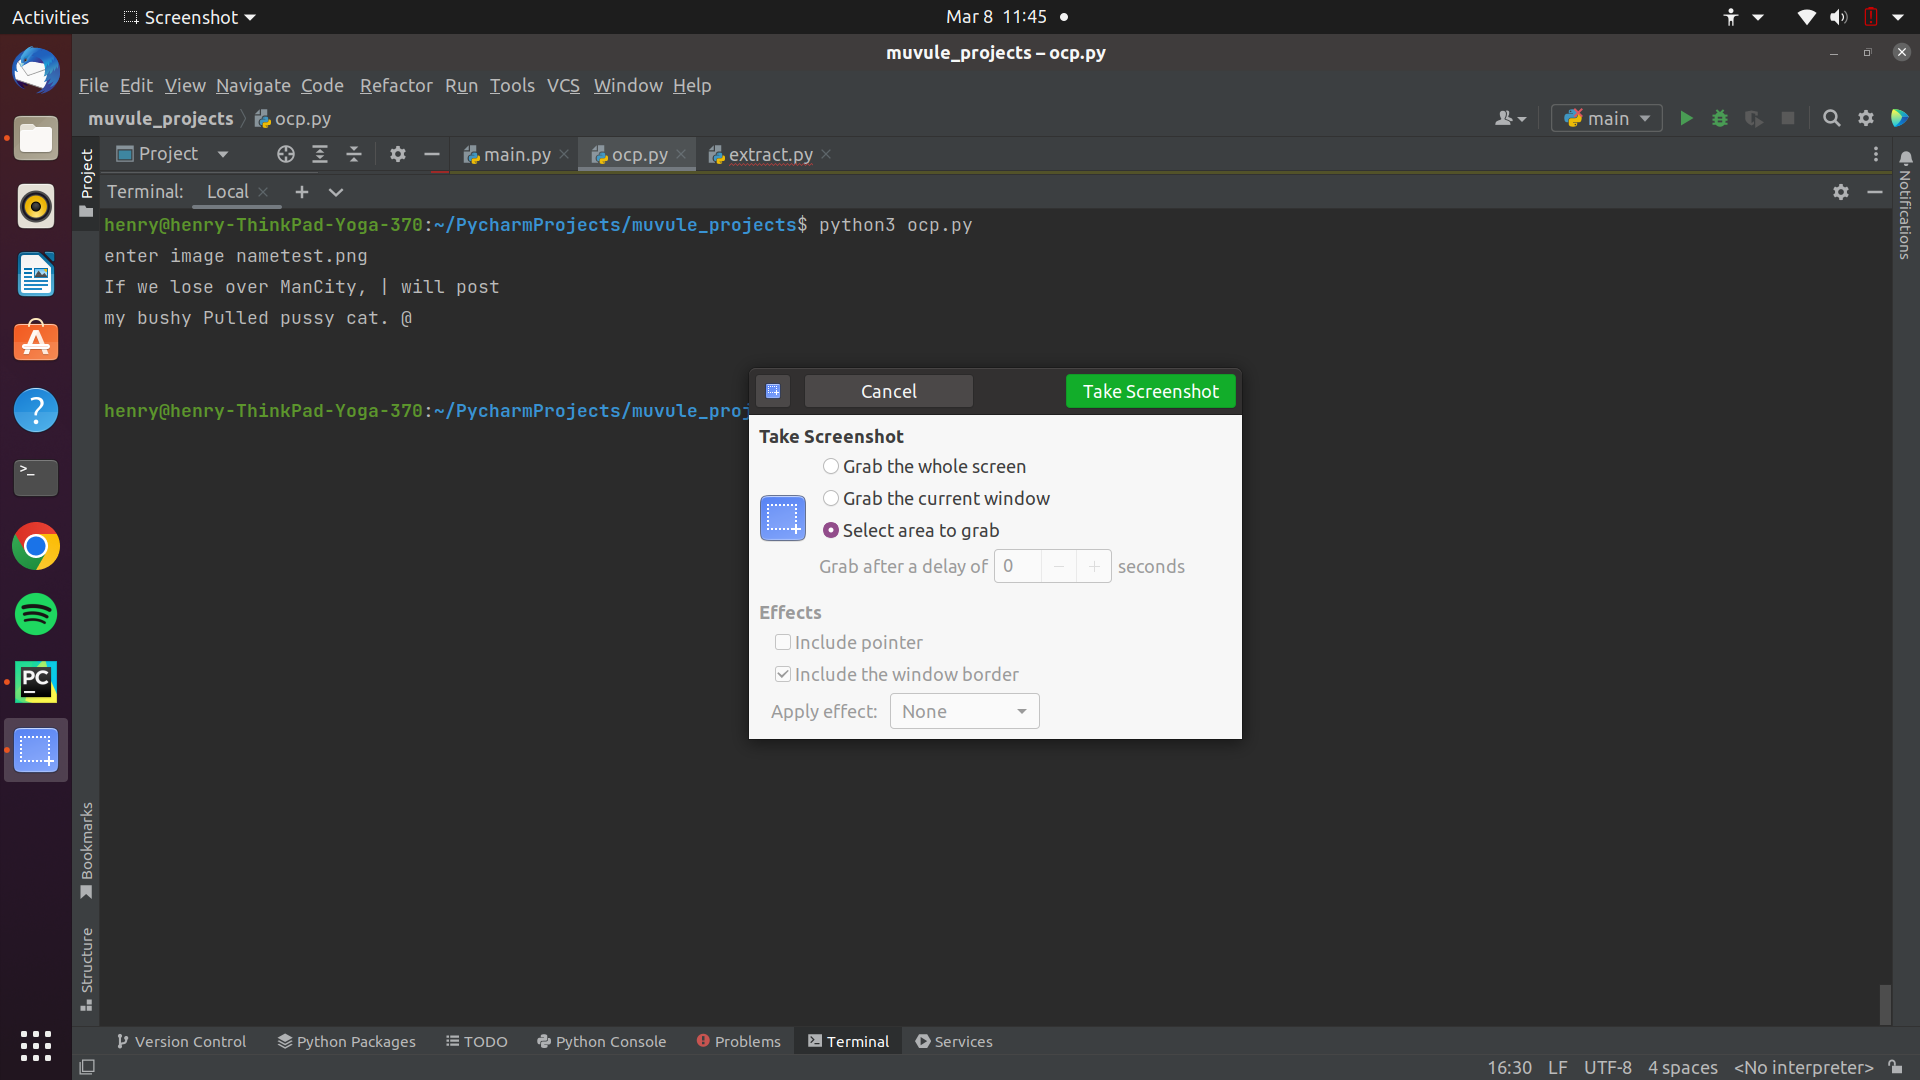 Activities
Screenshot
Mar 8 11:45
muvule_projects – ocp.py
File Edit View Navigate Code Refactor Run Tools VCS Window Help
muvule_projects ocp.py
main
Project
main.py
ocp.py
extract.py
Project
Notifications
Terminal: Local
henry@henry-ThinkPad-Yoga-370:~/PycharmProjects/muvule_projects$ python3 ocp.py
enter image nametest.png
If we lose over ManCity, | will post
my bushy Pulled pussy cat. @
henry@henry-ThinkPad-Yoga-370:~/PycharmProjects/muvule_proj
Cancel
Take Screenshot
Take Screenshot
Grab the whole screen
Grab the current window
Select area to grab
Grab after a delay of 0 − + seconds
Effects
Include pointer
Include the window border
Apply effect: None
>_
PC
Bookmarks
Structure
Version Control
Python Packages
TODO
Python Console
Problems
Terminal
Services
16:30 LF UTF-8 4 spaces <No interpreter>